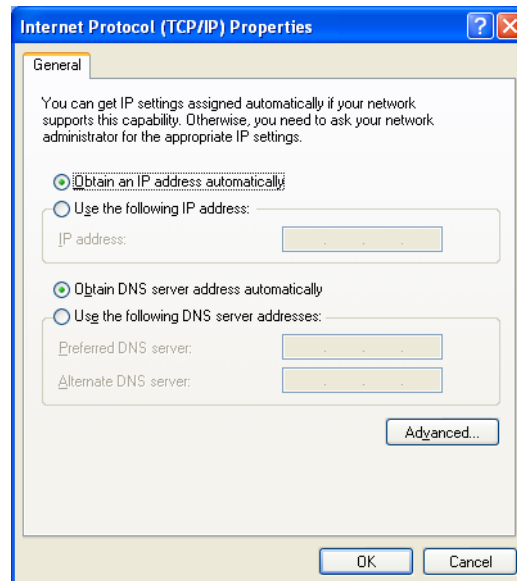 Internet Protocol (TCP/IP) Properties
General
You can get IP settings assigned automatically if your network
supports this capability. Otherwise, you need to ask your network
administrator for the appropriate IP settings.
Obtain an IP address automatically
Use the following IP address:
IP address:
Obtain DNS server address automatically
Use the following DNS server addresses:
Preferred DNS server:
Alternate DNS server:
Advanced...
OK Cancel